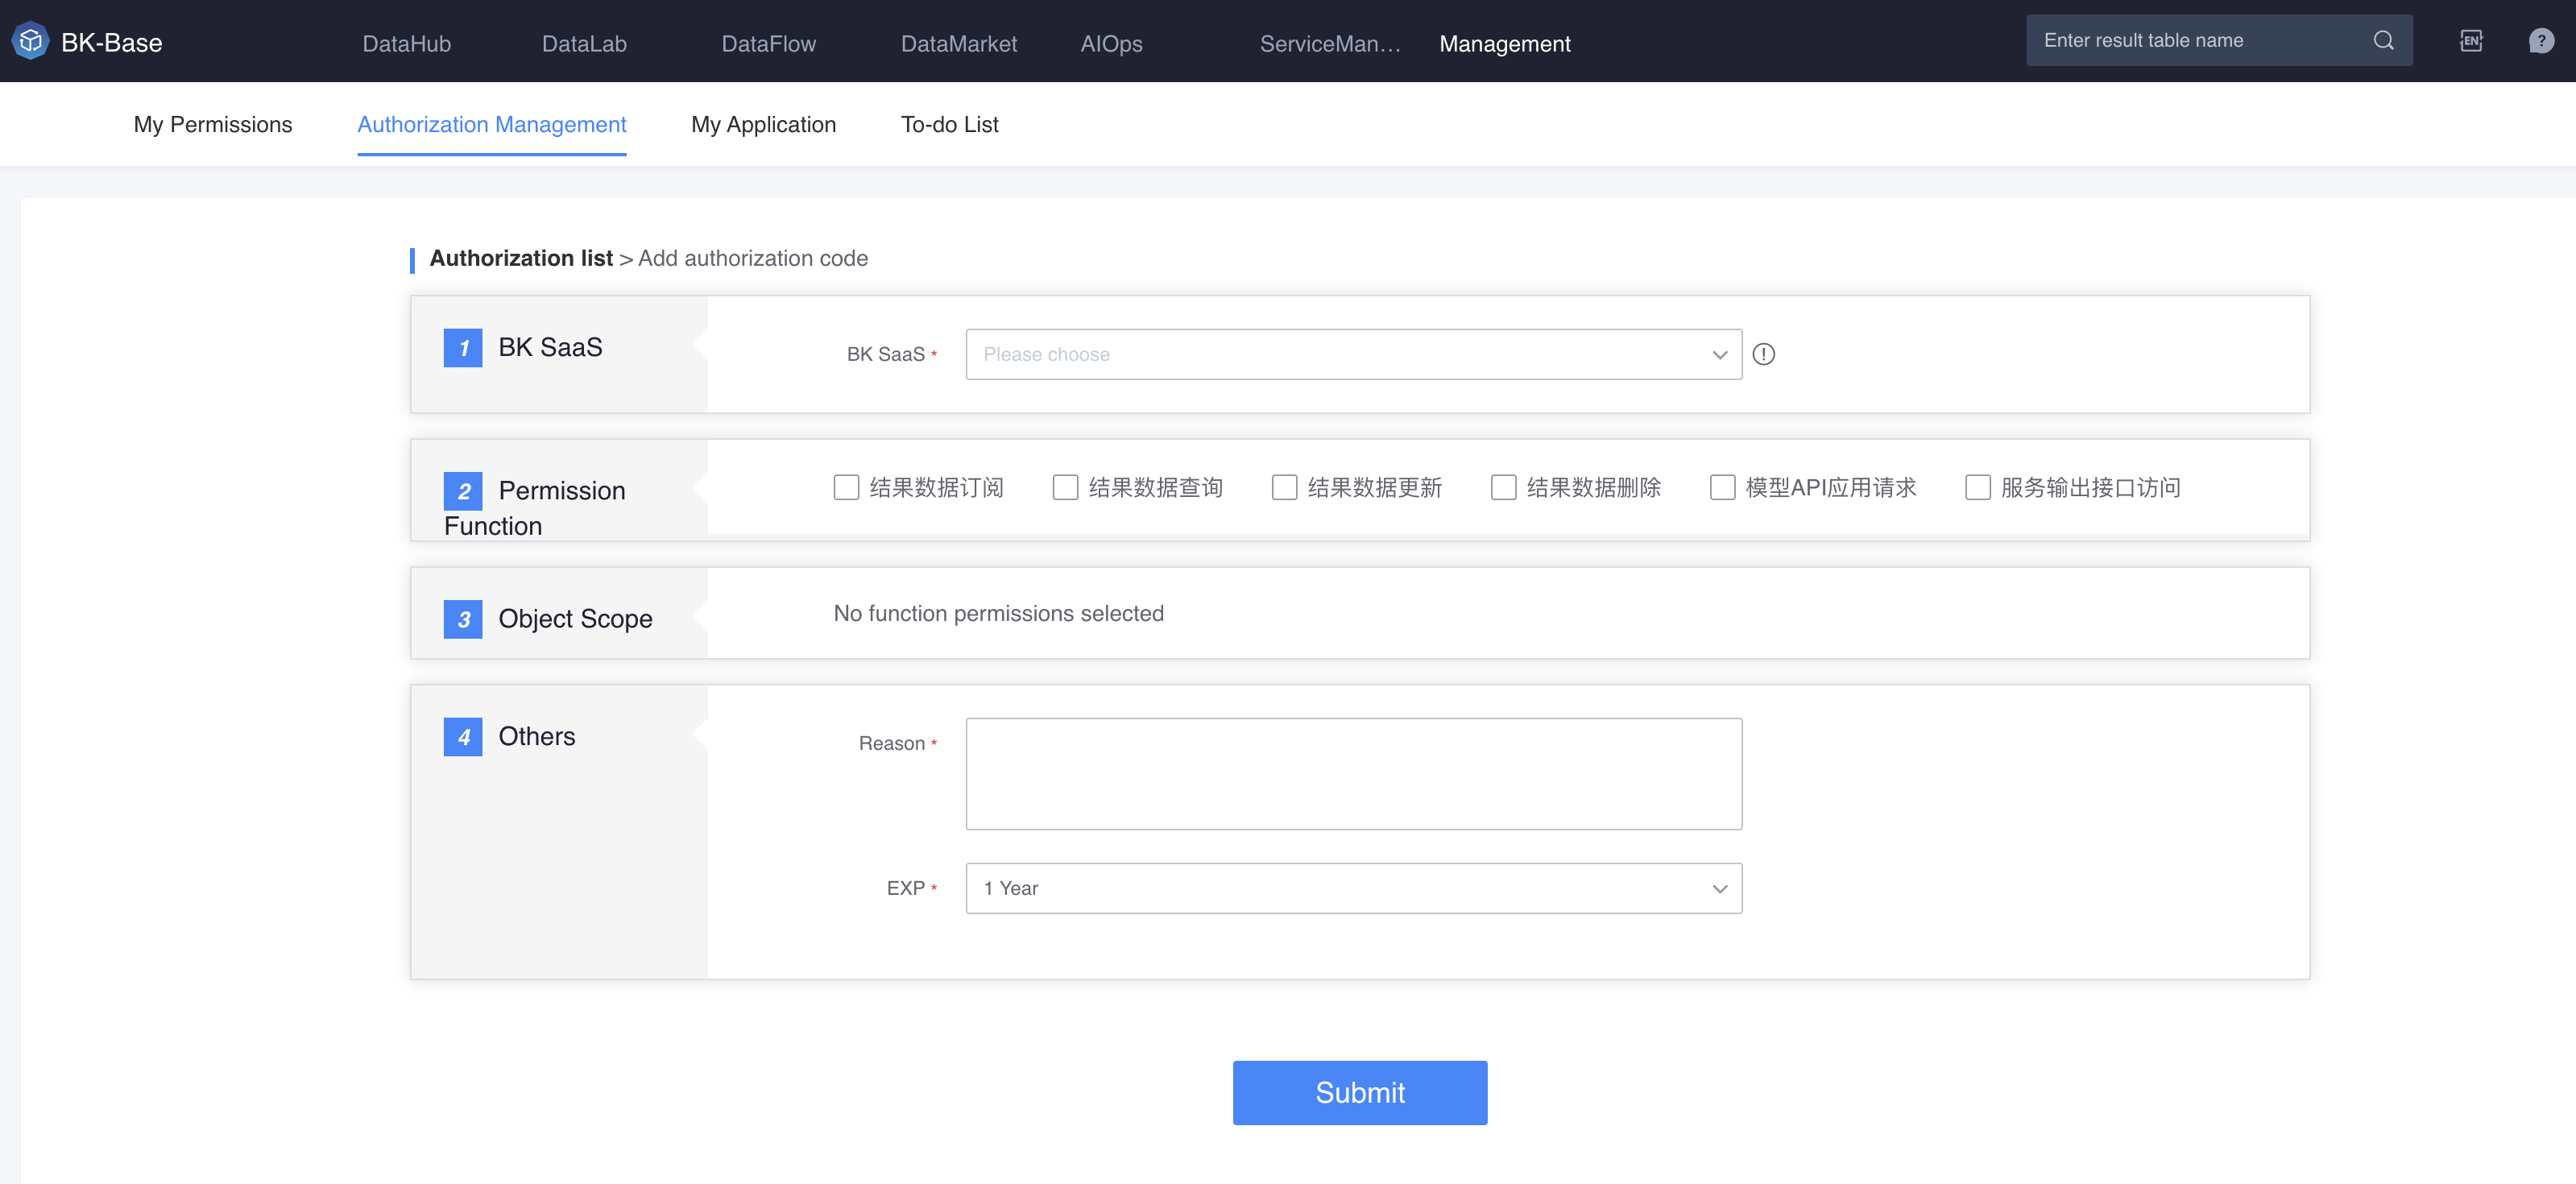 BK-Base
DataHub
DataLab
DataFlow
DataMarket
AIOps
ServiceMan...
Management
Enter result table name
EN
?
My Permissions
Authorization Management
My Application
To-do List
Authorization list > Add authorization code
1 BK SaaS
BK SaaS *
Please choose
2 Permission
Function
结果数据订阅
结果数据查询
结果数据更新
结果数据删除
模型API应用请求
服务输出接口访问
3 Object Scope
No function permissions selected
4 Others
Reason *
EXP *
1 Year
Submit